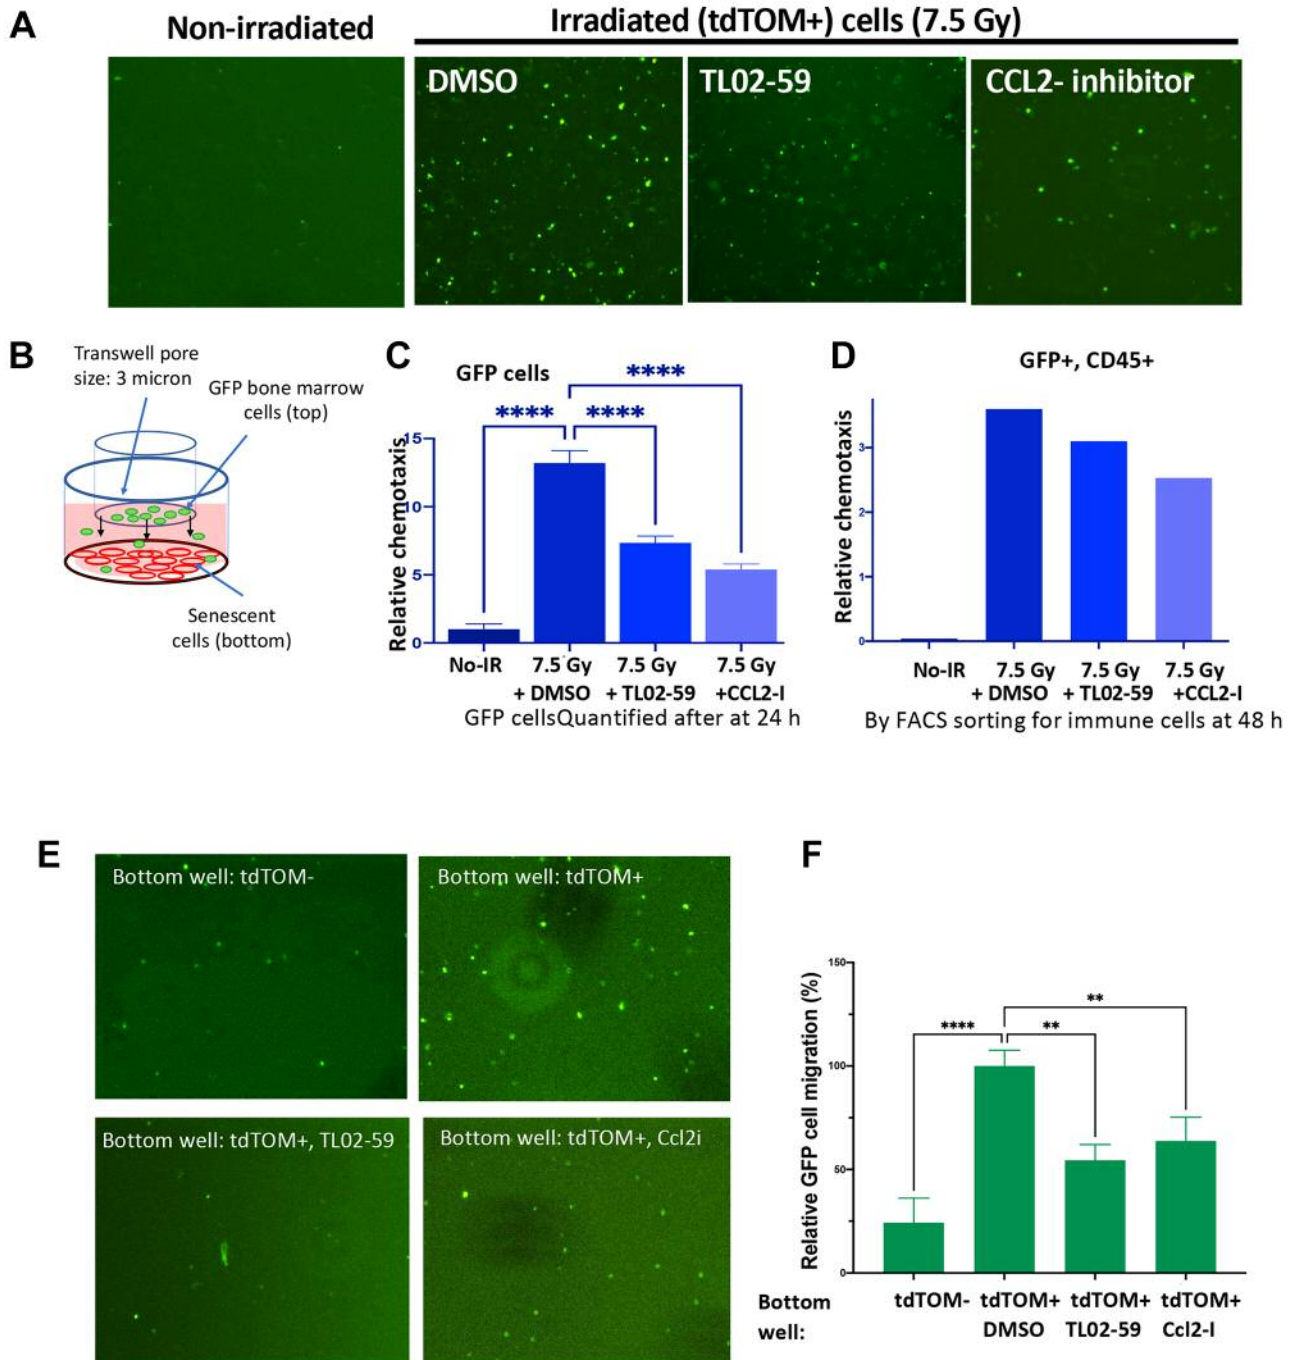 A
Non-irradiated
Irradiated (tdTOM+) cells (7.5 Gy)
DMSO
TL02-59
CCL2- inhibitor
B
Transwell pore
size: 3 micron
GFP bone marrow
cells (top)
Senescent
cells (bottom)
C
GFP cells
****
****
****
Relative chemotaxis
15
10
5
0
No-IR
7.5 Gy
+ DMSO
7.5 Gy
+ TL02-59
7.5 Gy
+CCL2-I
GFP cellsQuantified after at 24 h
D
GFP+, CD45+
Relative chemotaxis
3
2
1
0
No-IR
7.5 Gy
+ DMSO
7.5 Gy
+ TL02-59
7.5 Gy
+CCL2-I
By FACS sorting for immune cells at 48 h
E
Bottom well: tdTOM-
Bottom well: tdTOM+
Bottom well: tdTOM+, TL02-59
Bottom well: tdTOM+, Ccl2i
F
Relative GFP cell migration (%)
150
100
50
0
****
**
**
Bottom
well:
tdTOM-
tdTOM+
DMSO
tdTOM+
TL02-59
tdTOM+
Ccl2-I